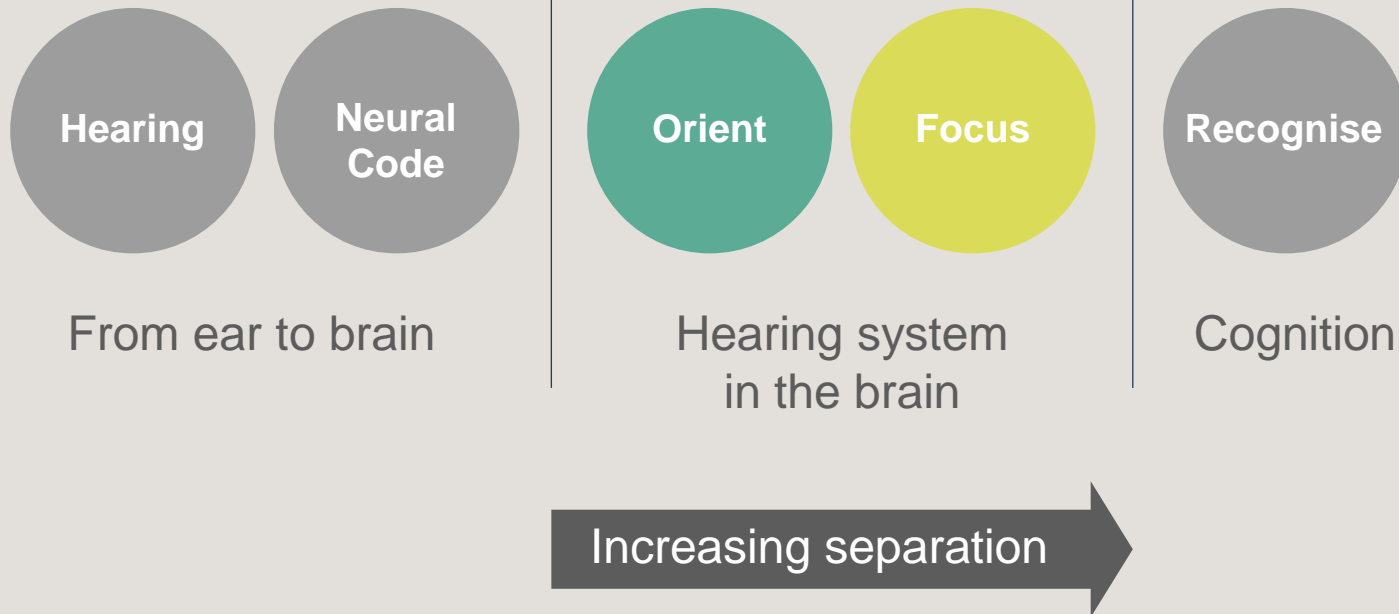 Hearing
Neural
Code
Orient
Focus
Recognise
From ear to brain
Hearing system
in the brain
Cognition
Increasing separation